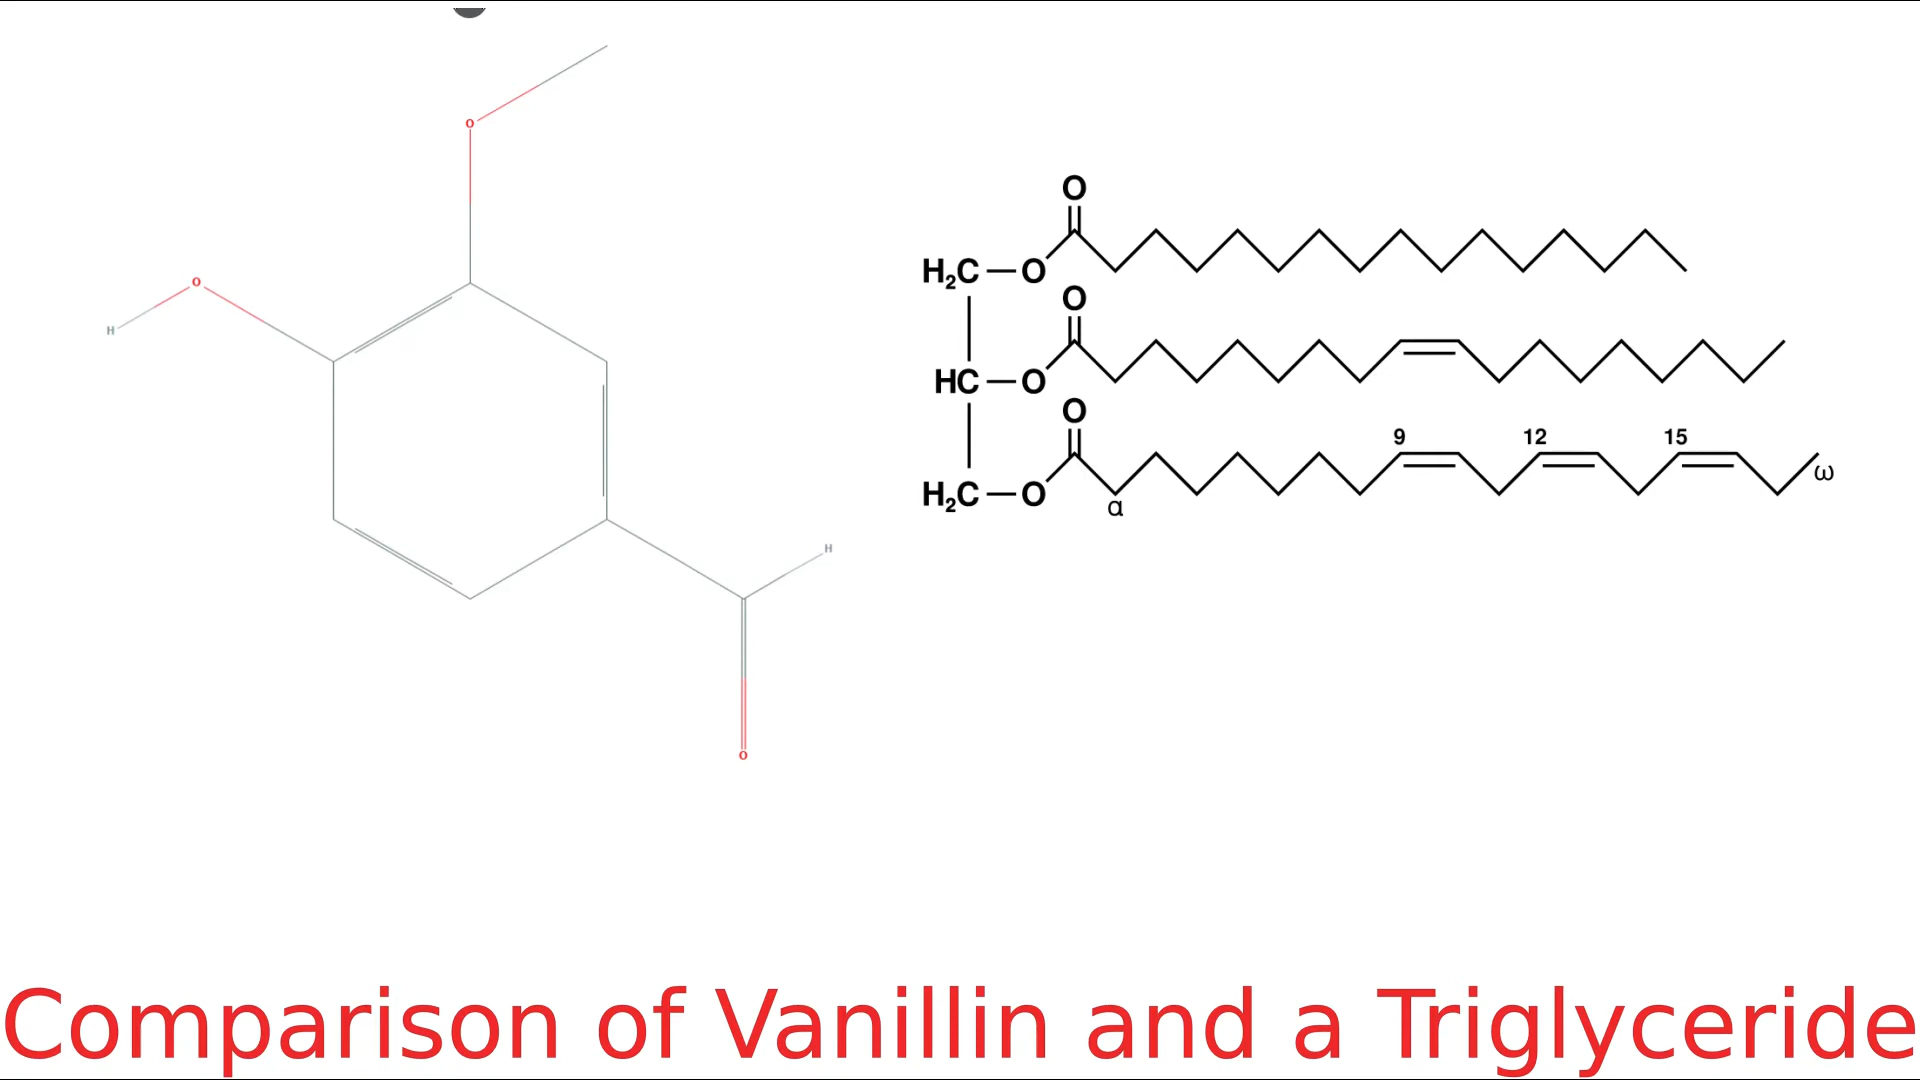 O
O
H
H
O
O
H₂C—O
O
HC—O
O
9 12 15
ω
H₂C—O
α
Comparison of Vanillin and a Triglyceride